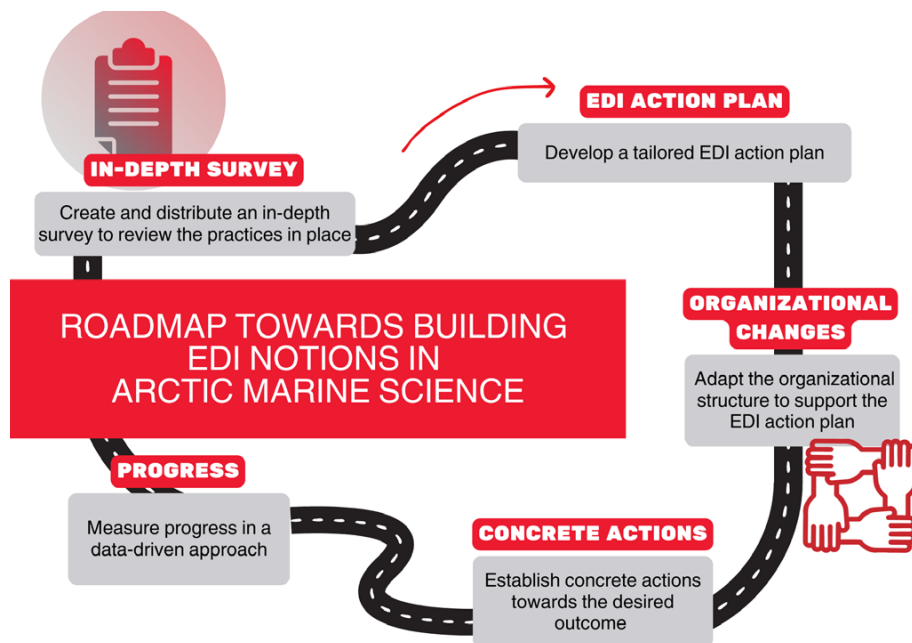 IN-DEPTH SURVEY
Create and distribute an in-depth
survey to review the practices in place
EDI ACTION PLAN
Develop a tailored EDI action plan
ROADMAP TOWARDS BUILDING
EDI NOTIONS IN
ARCTIC MARINE SCIENCE
ORGANIZATIONAL
CHANGES
Adapt the organizational
structure to support the
EDI action plan
CONCRETE ACTIONS
Establish concrete actions
towards the desired
outcome
PROGRESS
Measure progress in a
data-driven approach